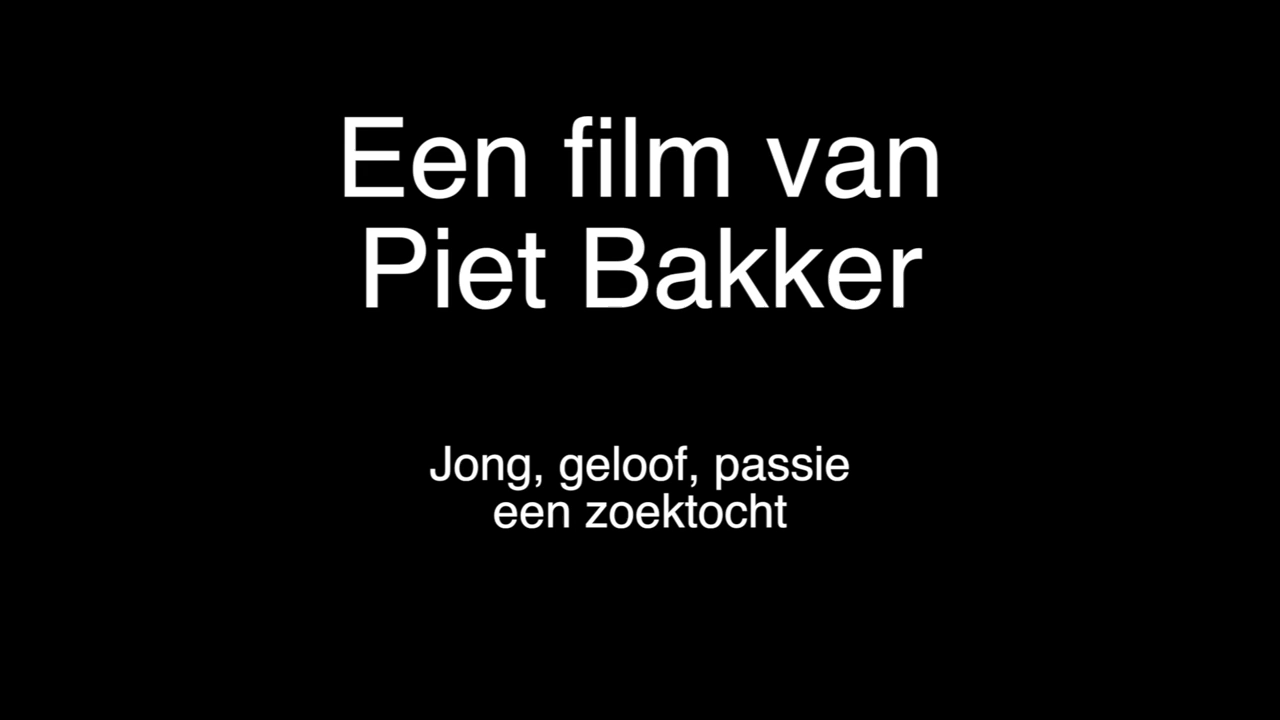 Een film van
Piet Bakker
Jong, geloof, passie
een zoektocht